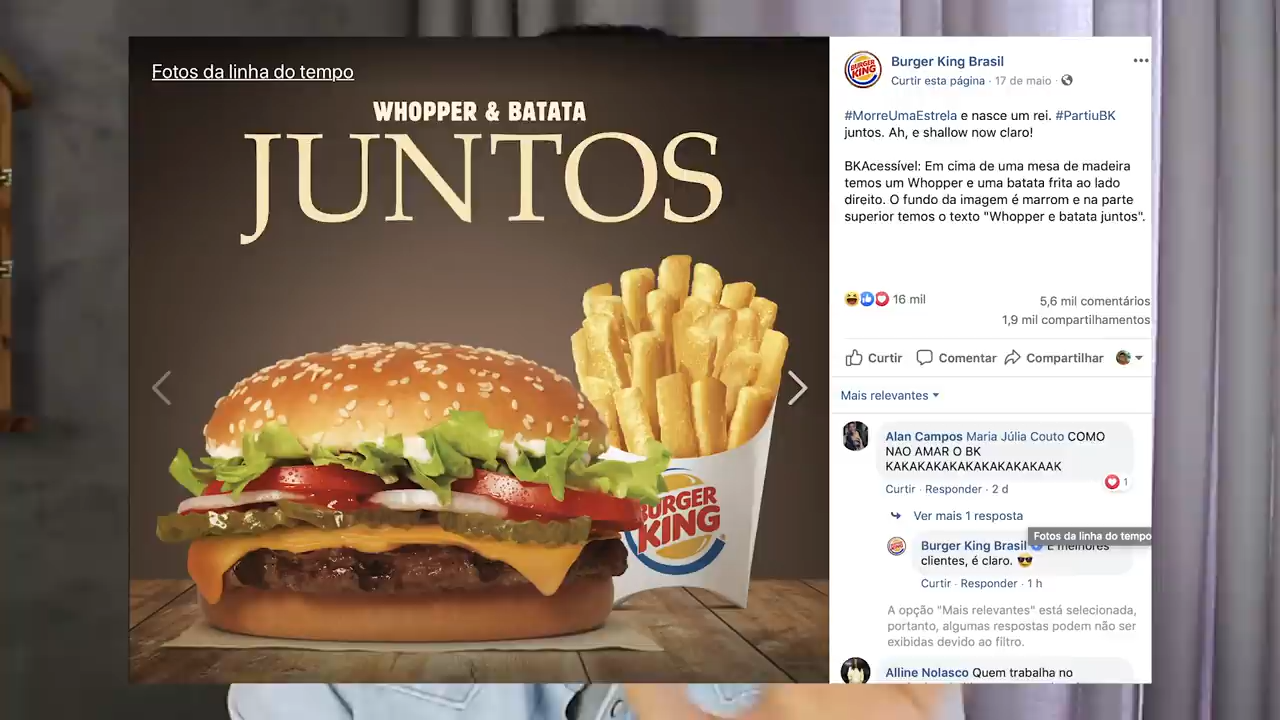 Fotos da linha do tempo
WHOPPER & BATATA
JUNTOS
BURGER
KING
Burger King Brasil
Curtir esta página · 17 de maio ·
#MorreUmaEstrela e nasce um rei. #PartiuBK
juntos. Ah, e shallow now claro!
BKAcessível: Em cima de uma mesa de madeira
temos um Whopper e uma batata frita ao lado
direito. O fundo da imagem é marrom e na parte
superior temos o texto "Whopper e batata juntos".
16 mil
5,6 mil comentários
1,9 mil compartilhamentos
Curtir Comentar Compartilhar
Mais relevantes
Alan Campos Maria Júlia Couto COMO
NAO AMAR O BK
KAKAKAKAKAKAKAKAKAAK
1
Curtir · Responder · 2 d
Ver mais 1 resposta
Fotos da linha do tempo
BURGER
KING
Burger King Brasil E melhores
clientes, é claro.
Curtir · Responder · 1 h
A opção "Mais relevantes" está selecionada,
portanto, algumas respostas podem não ser
exibidas devido ao filtro.
Alline Nolasco Quem trabalha no